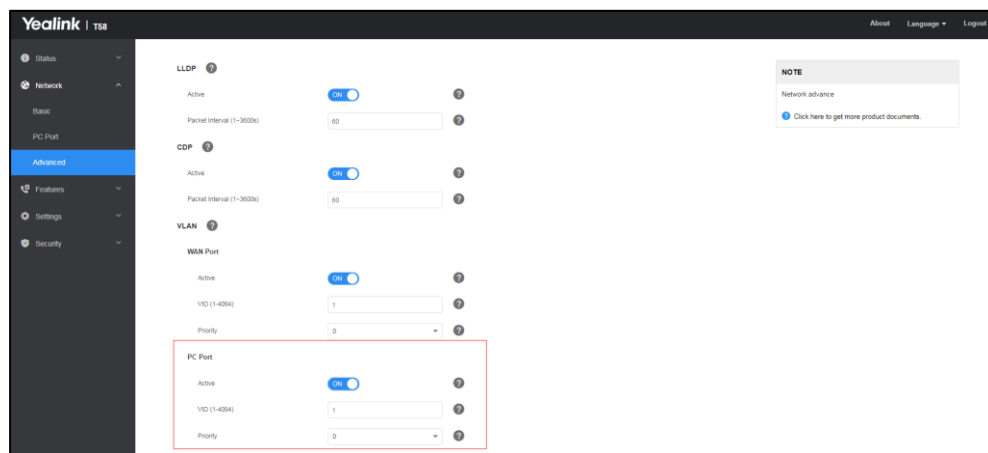 Yealink | T58
About Language Logout
Status
Network
Basic
PC Port
Advanced
Features
Settings
Security
LLDP ?
Active ON ?
Packet Interval (1~3600s) 60 ?
CDP ?
Active ON ?
Packet Interval (1~3600s) 60 ?
VLAN ?
WAN Port
Active ON ?
VID (1-4094) 1 ?
Priority 0 ?
PC Port
Active ON ?
VID (1-4094) 1 ?
Priority 0 ?
NOTE
Network advance
? Click here to get more product documents.